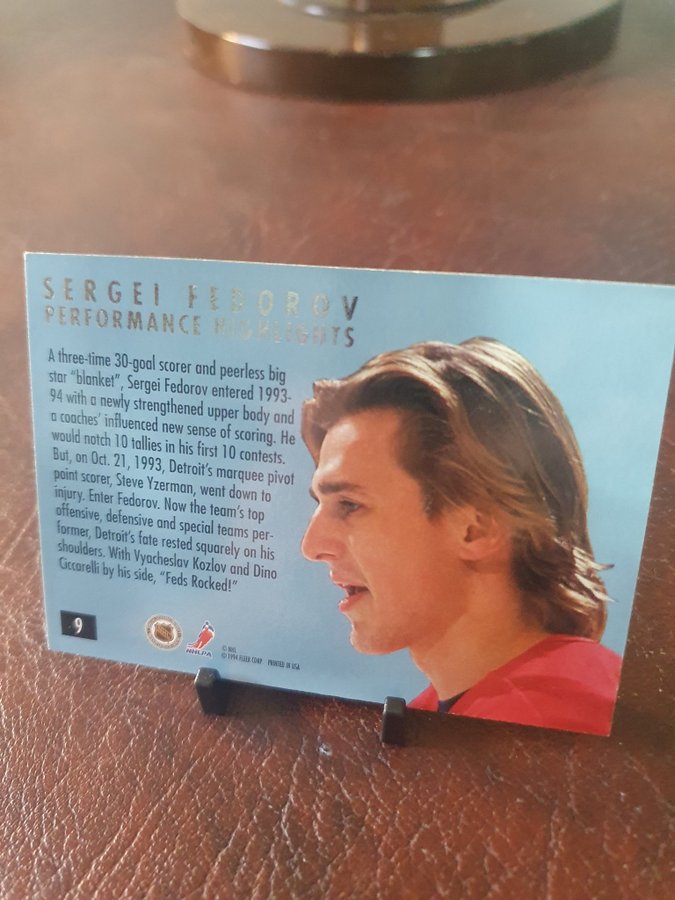 SERGEI FEDOROV
PERFORMANCE HIGHLIGHTS
A three-time 30-goal scorer and peerless big
star "blanket", Sergei Fedorov entered 1993-
94 with a newly strengthened upper body and
a coaches' influenced new sense of scoring. He
would notch 10 tallies in his first 10 contests.
But, on Oct. 21, 1993, Detroit's marquee pivot
point scorer, Steve Yzerman, went down to
injury. Enter Fedorov. Now the team's top
offensive, defensive and special teams per-
former, Detroit's fate rested squarely on his
shoulders. With Vyacheslav Kozlov and Dino
Ciccarelli by his side, "Feds Rocked!"
9
NHLPA
© NHL
© 1994 FLEER CORP. PRINTED IN USA